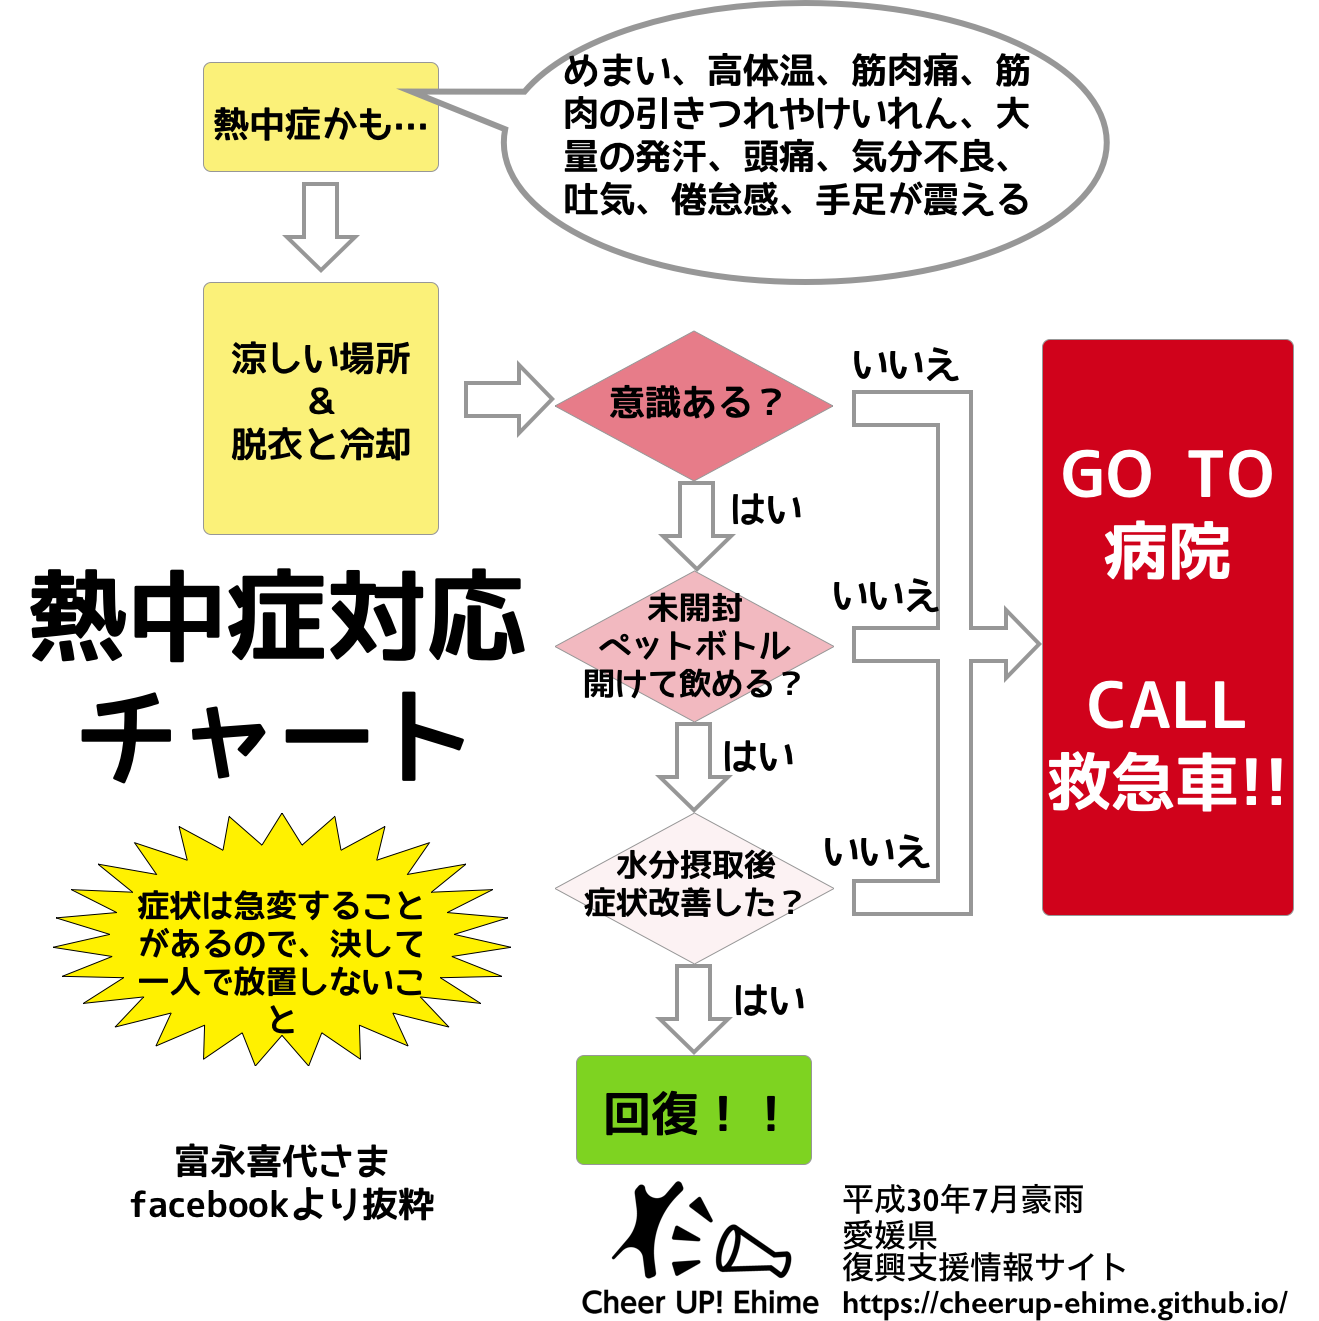 熱中症かも…
めまい、高体温、筋肉痛、筋
肉の引きつれやけいれん、大
量の発汗、頭痛、気分不良、
吐気、倦怠感、手足が震える
涼しい場所
&
脱衣と冷却
意識ある？
いいえ
はい
GO TO
病院
CALL
救急車!!
熱中症対応
チャート
未開封
ペットボトル
開けて飲める？
いいえ
はい
水分摂取後
症状改善した？
いいえ
はい
症状は急変すること
があるので、決して
一人で放置しないこ
と
回復！！
富永喜代さま
facebookより抜粋
Cheer UP! Ehime
平成30年7月豪雨
愛媛県
復興支援情報サイト
https://cheerup-ehime.github.io/